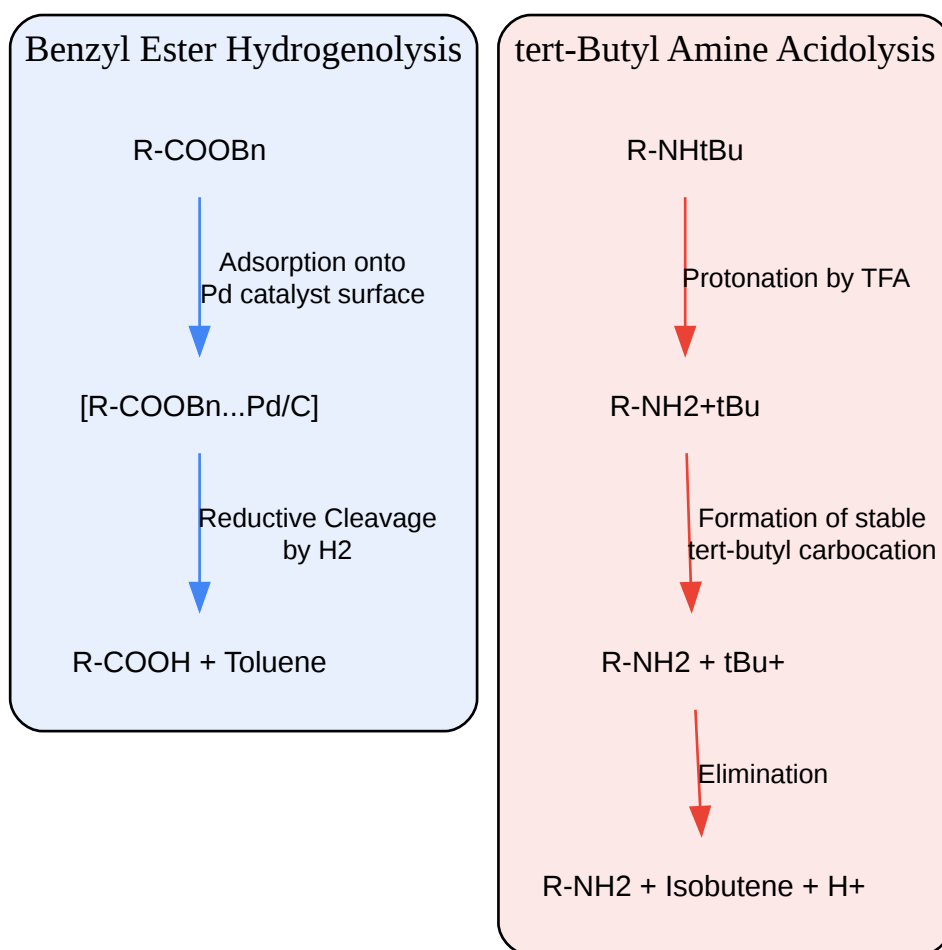 Benzyl Ester Hydrogenolysis
R-COOBn
Adsorption onto
Pd catalyst surface
[R-COOBn...Pd/C]
Reductive Cleavage
by H2
R-COOH + Toluene
tert-Butyl Amine Acidolysis
R-NHtBu
Protonation by TFA
R-NH2+tBu
Formation of stable
tert-butyl carbocation
R-NH2 + tBu+
Elimination
R-NH2 + Isobutene + H+